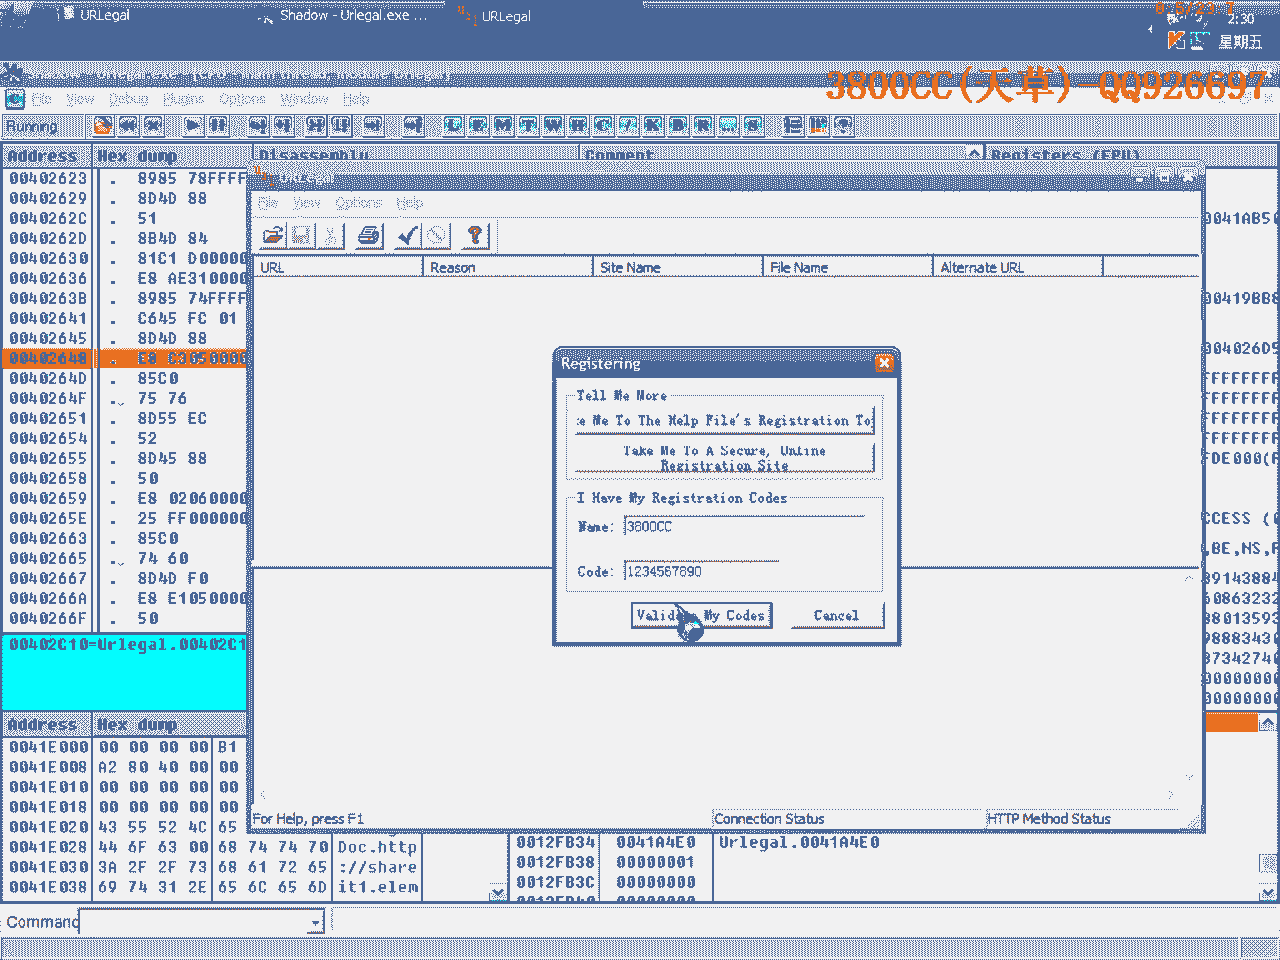 URLegal
Shadow - Urlegal.exe ...
URLegal
2:30
星期五
3800CC(天草)-QQ926697
File View Debug Plugins Options Window Help
Running
Address Hex dump Disassembly Comment Registers (FPU)
00402623 . 8985 78FFFF
00402629 . 8D4D 88
0040262C . 51
0040262D . 8B4D 84
00402630 . 81C1 D00000
00402636 . E8 AE310000
0040263B . 8985 74FFFF
00402641 . C645 FC 01
00402645 . 8D4D 88
00402648 . E8 C3050000
0040264D . 85C0
0040264F . 75 76
00402651 . 8D55 EC
00402654 . 52
00402655 . 8D45 88
00402658 . 50
00402659 . E8 02060000
0040265E . 25 FF000000
00402663 . 85C0
00402665 . 74 60
00402667 . 8D4D F0
0040266A . E8 E1050000
0040266F . 50
00402C10=Urlegal.00402C1
File View Options Help
URL Reason Site Name File Name Alternate URL
Registering
Tell Me More
e Me To The Help File's Registration To
Take Me To A Secure, Online
Registration Site
I Have My Registration Codes
Name: 3800CC
Code: 1234567890
Validate My Codes Cancel
For Help, press F1 Connection Status HTTP Method Status
0041AB50
00419BB8
004026D5
FFFFFFFF
FFFFFFFF
FFFFFFFF
FFFFFFFF
FDE000(F
CCESS (
,BE,NS,P
89143884
60863232
88013593
98883430
87342740
00000000
00000000
Address Hex dump
0041E000 00 00 00 00 B1
0041E008 A2 80 40 00 00
0041E010 00 00 00 00 00
0041E018 00 00 00 00 00
0041E020 43 55 52 4C 65
0041E028 44 6F 63 00 68 74 74 70 Doc.http
0041E030 3A 2F 2F 73 68 61 72 65 ://share
0041E038 69 74 31 2E 65 6C 65 6D it1.elem
0012FB34 0041A4E0 Urlegal.0041A4E0
0012FB38 00000001
0012FB3C 00000000
Command